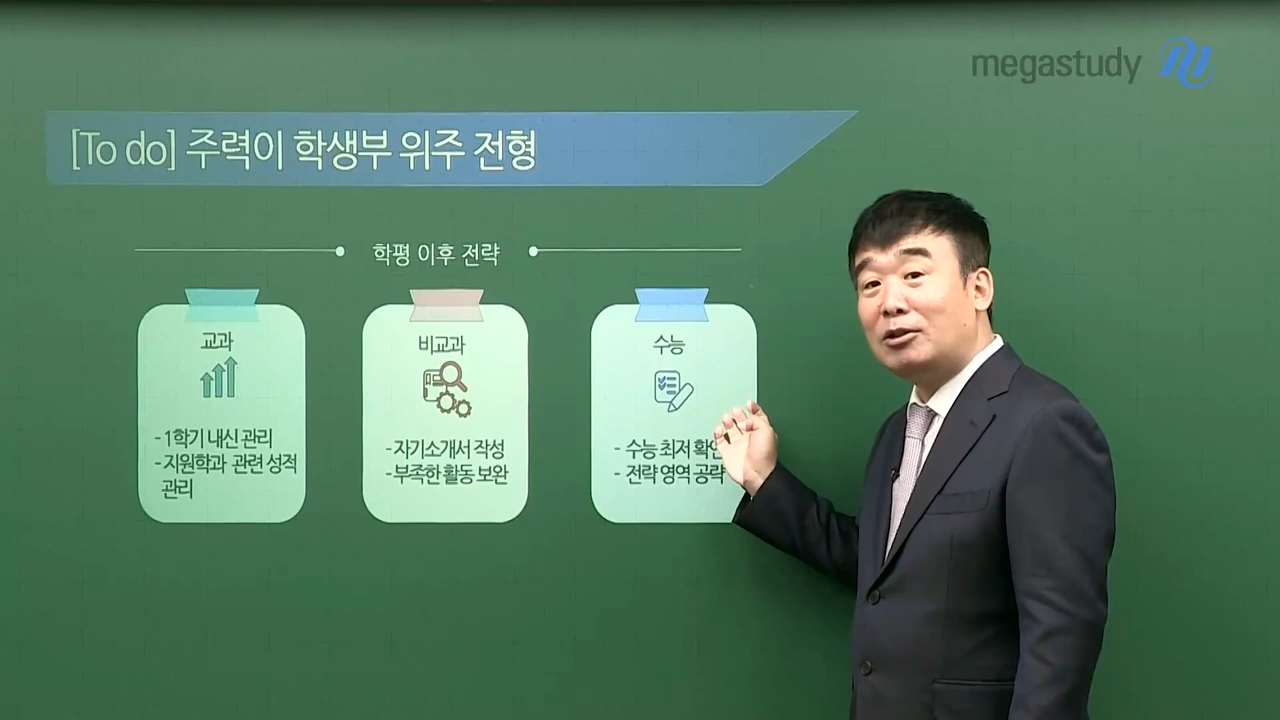 megastudy
[To do] 주력이 학생부 위주 전형
학평 이후 전략
교과
- 1학기 내신 관리
- 지원학과 관련 성적
관리
비교과
- 자기소개서 작성
- 부족한 활동 보완
수능
- 수능 최저 확인
- 전략 영역 공략